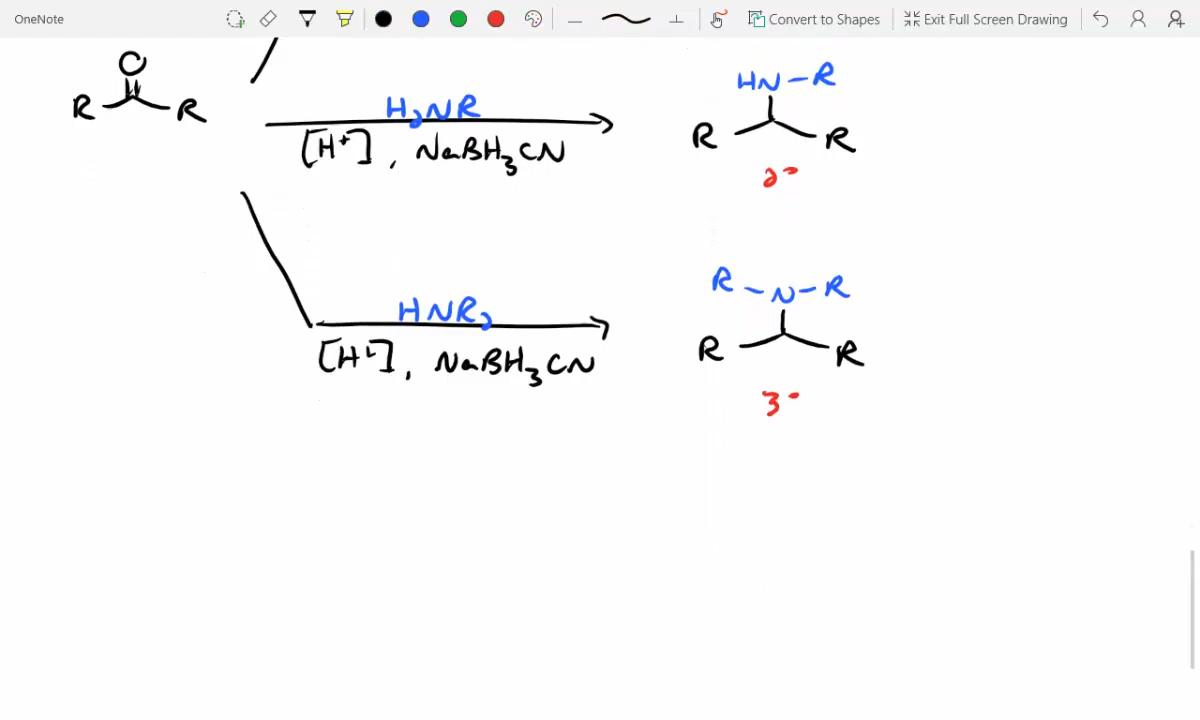 OneNote
Convert to Shapes
Exit Full Screen Drawing
O
R R
H₂NR
[H⁺], NaBH₃CN
HN-R
R R
2°
HNR₂
[H⁺], NaBH₃CN
R-N-R
R R
3°